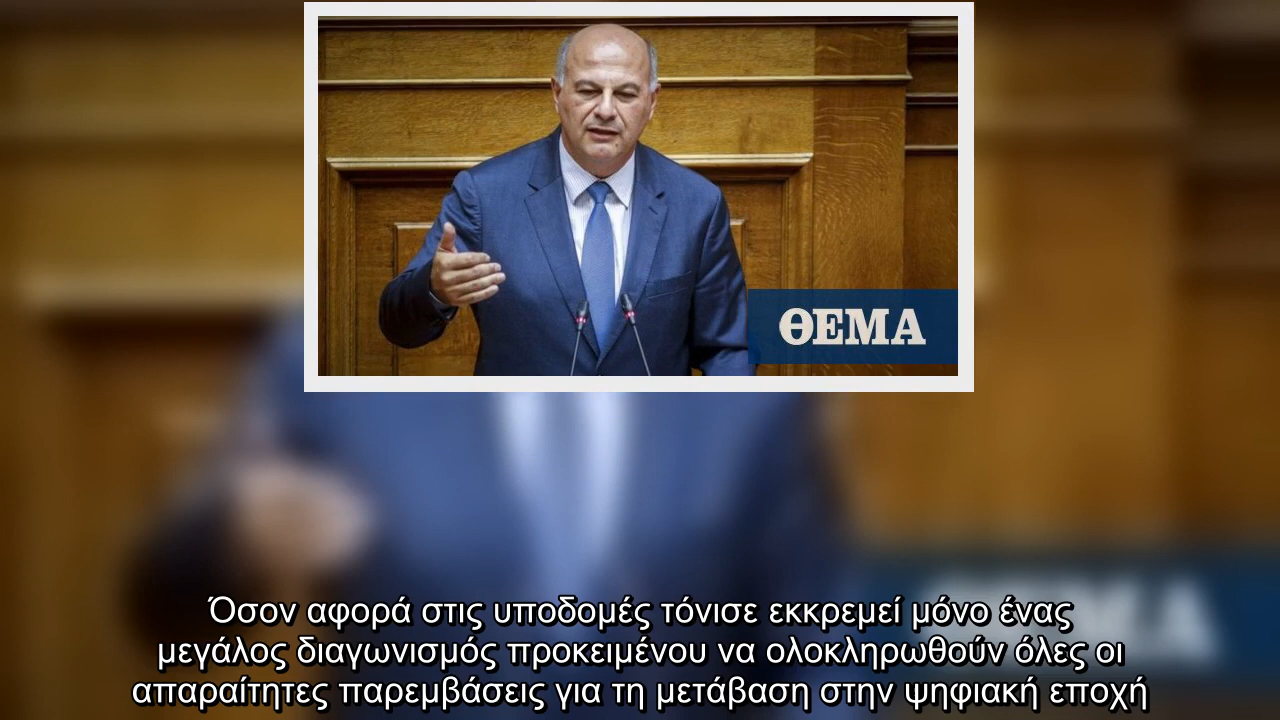 ΘΕΜΑ
Όσον αφορά στις υποδομές τόνισε εκκρεμεί μόνο ένας
μεγάλος διαγωνισμός προκειμένου να ολοκληρωθούν όλες οι
απαραίτητες παρεμβάσεις για τη μετάβαση στην ψηφιακή εποχή